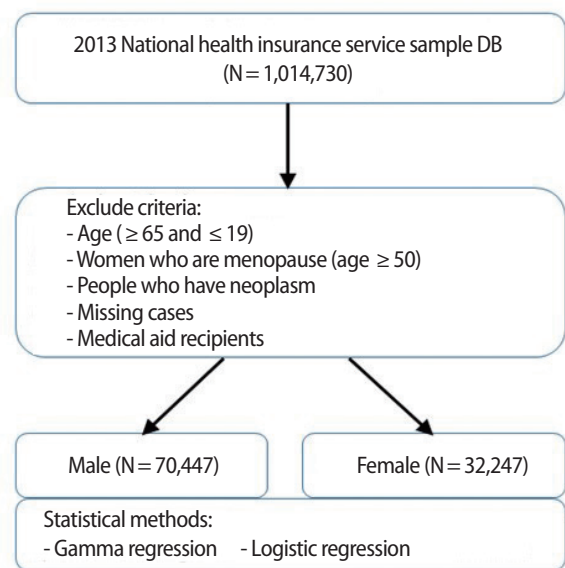 2013 National health insurance service sample DB
(N = 1,014,730)
Exclude criteria:
- Age ( ≥ 65 and ≤ 19)
- Women who are menopause (age ≥ 50)
- People who have neoplasm
- Missing cases
- Medical aid recipients
Male (N = 70,447)
Female (N = 32,247)
Statistical methods:
- Gamma regression - Logistic regression